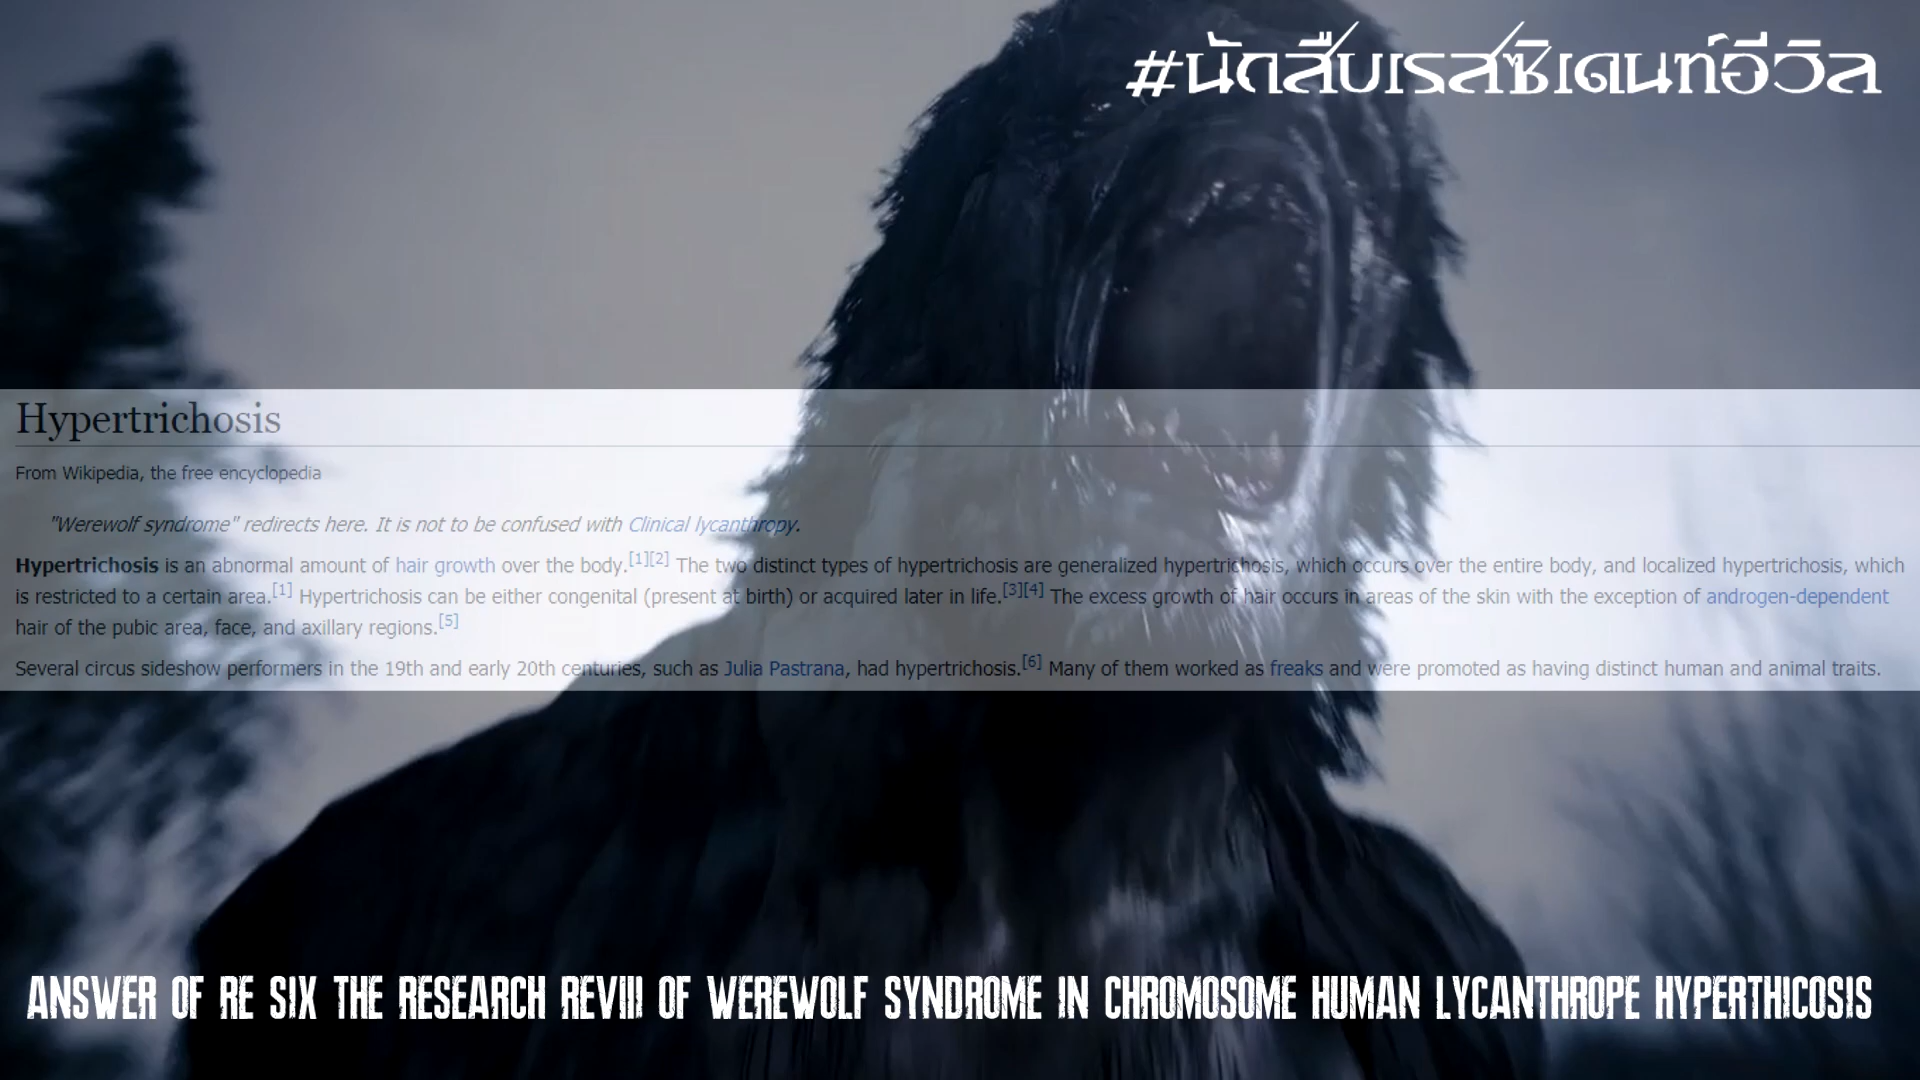 #นักสืบเรสซิเดนท์อีวิล
Hypertrichosis
From Wikipedia, the free encyclopedia
"Werewolf syndrome" redirects here. It is not to be confused with Clinical lycanthropy.
Hypertrichosis is an abnormal amount of hair growth over the body.[1][2] The two distinct types of hypertrichosis are generalized hypertrichosis, which occurs over the entire body, and localized hypertrichosis, which
is restricted to a certain area.[1] Hypertrichosis can be either congenital (present at birth) or acquired later in life.[3][4] The excess growth of hair occurs in areas of the skin with the exception of androgen-dependent
hair of the pubic area, face, and axillary regions.[5]
Several circus sideshow performers in the 19th and early 20th centuries, such as Julia Pastrana, had hypertrichosis.[6] Many of them worked as freaks and were promoted as having distinct human and animal traits.
ANSWER OF RE SIX THE RESEARCH REVIII OF WEREWOLF SYNDROME IN CHROMOSOME HUMAN LYCANTHROPE HYPERTHICOSIS